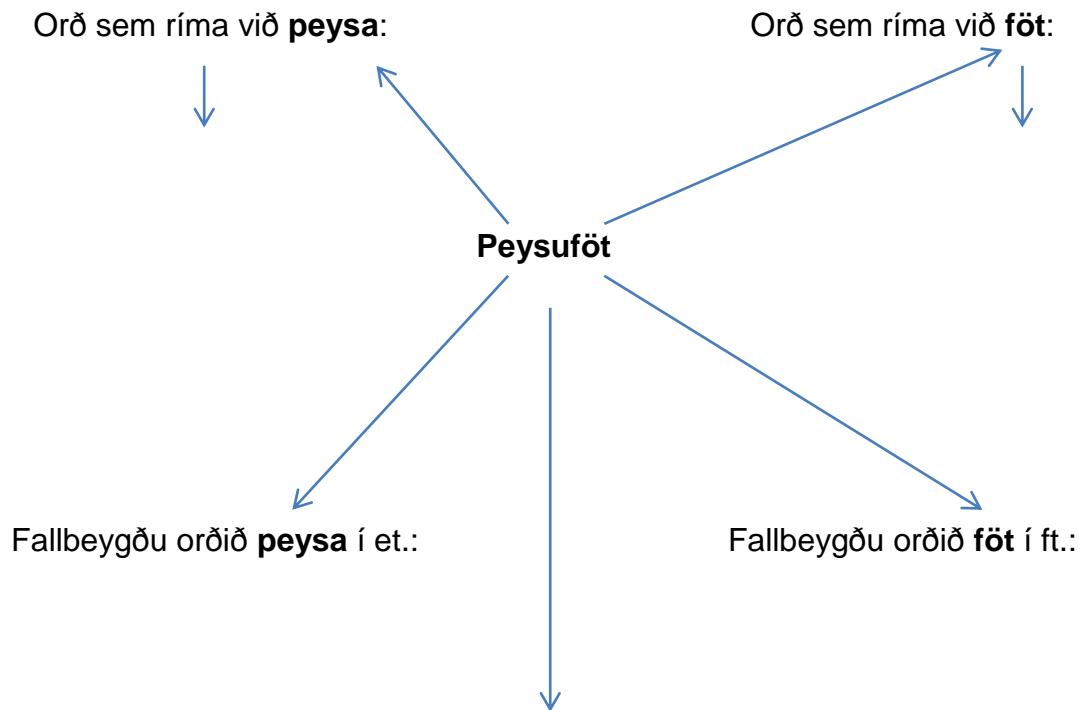 Orð sem ríma við peysa:
Orð sem ríma við föt:
Peysuföt
Fallbeygðu orðið peysa í et.:
Fallbeygðu orðið föt í ft.: